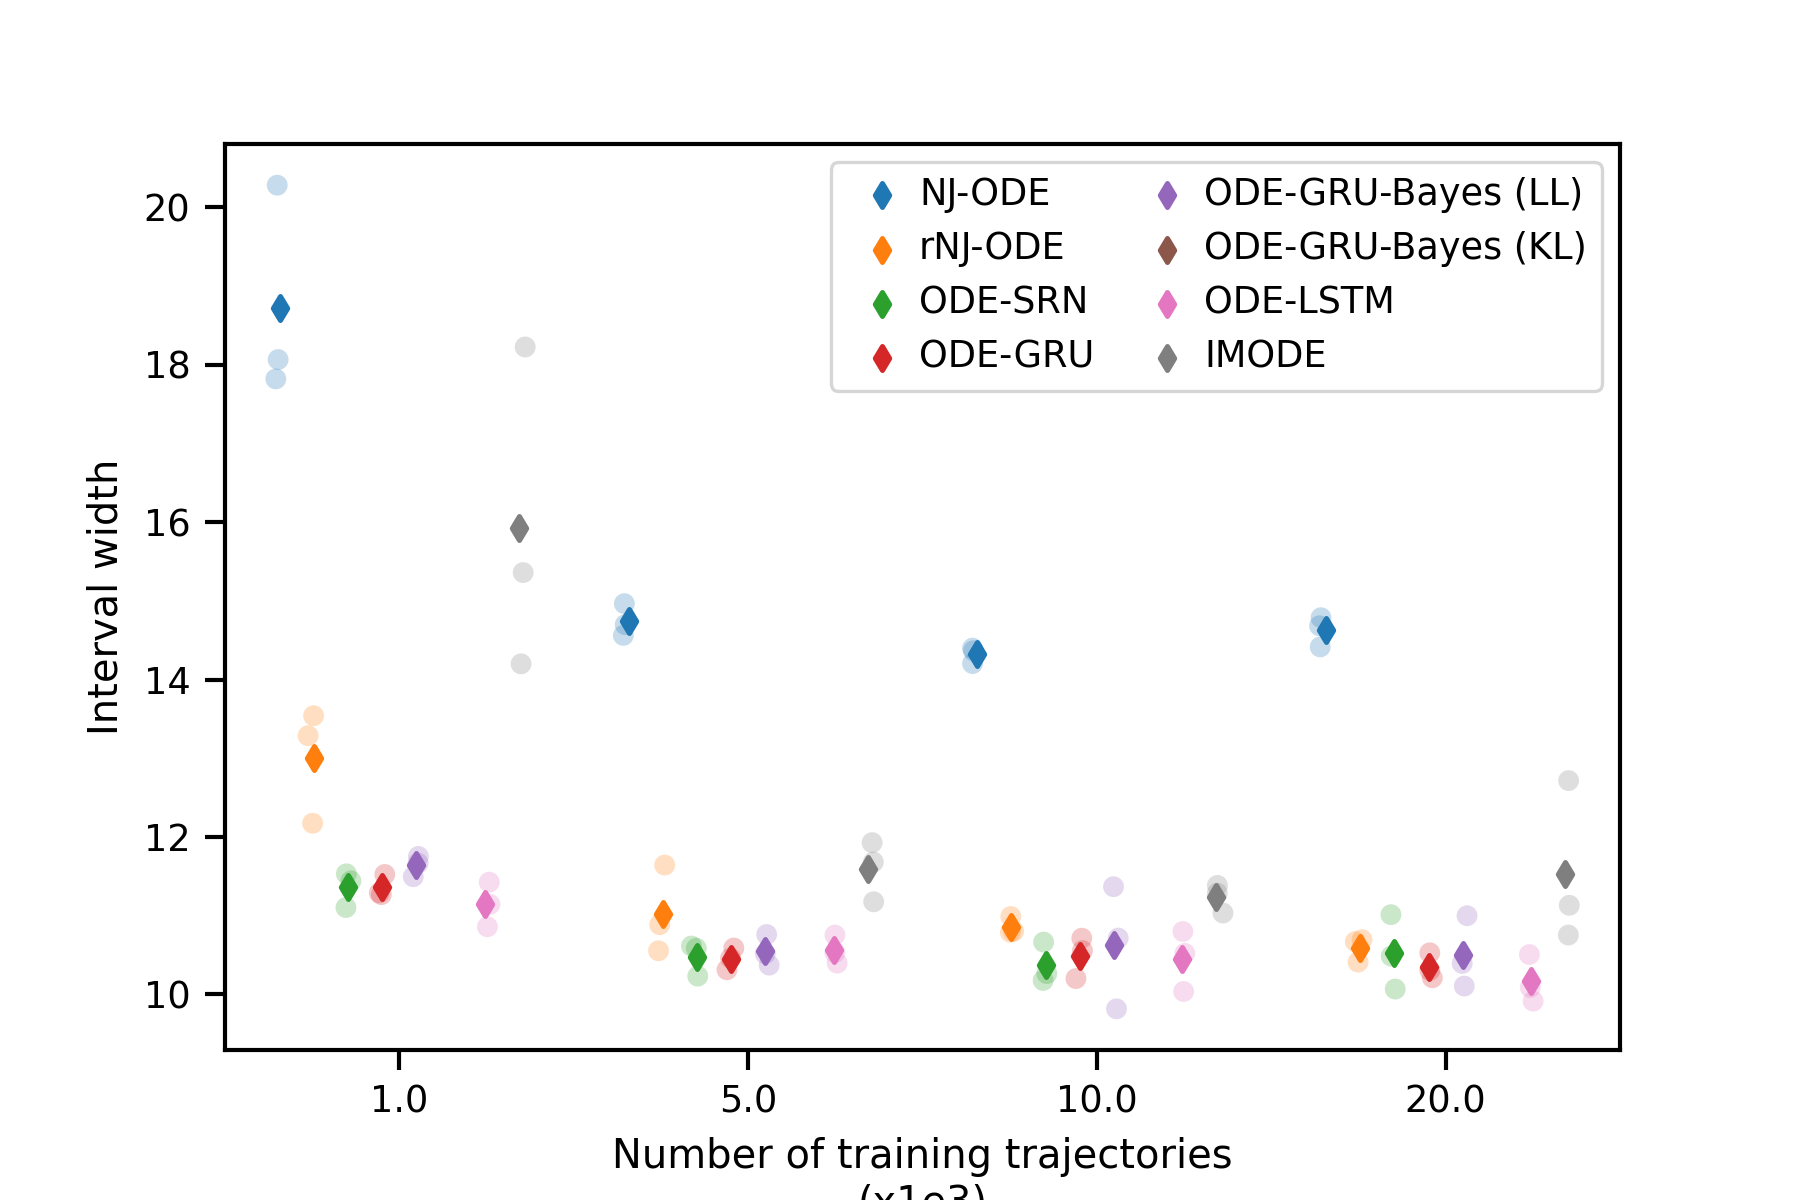 20
18
16
14
12
10
Interval width
NJ-ODE
rNJ-ODE
ODE-SRN
ODE-GRU
ODE-GRU-Bayes (LL)
ODE-GRU-Bayes (KL)
ODE-LSTM
IMODE
1.0 5.0 10.0 20.0
Number of training trajectories
(x1e3)